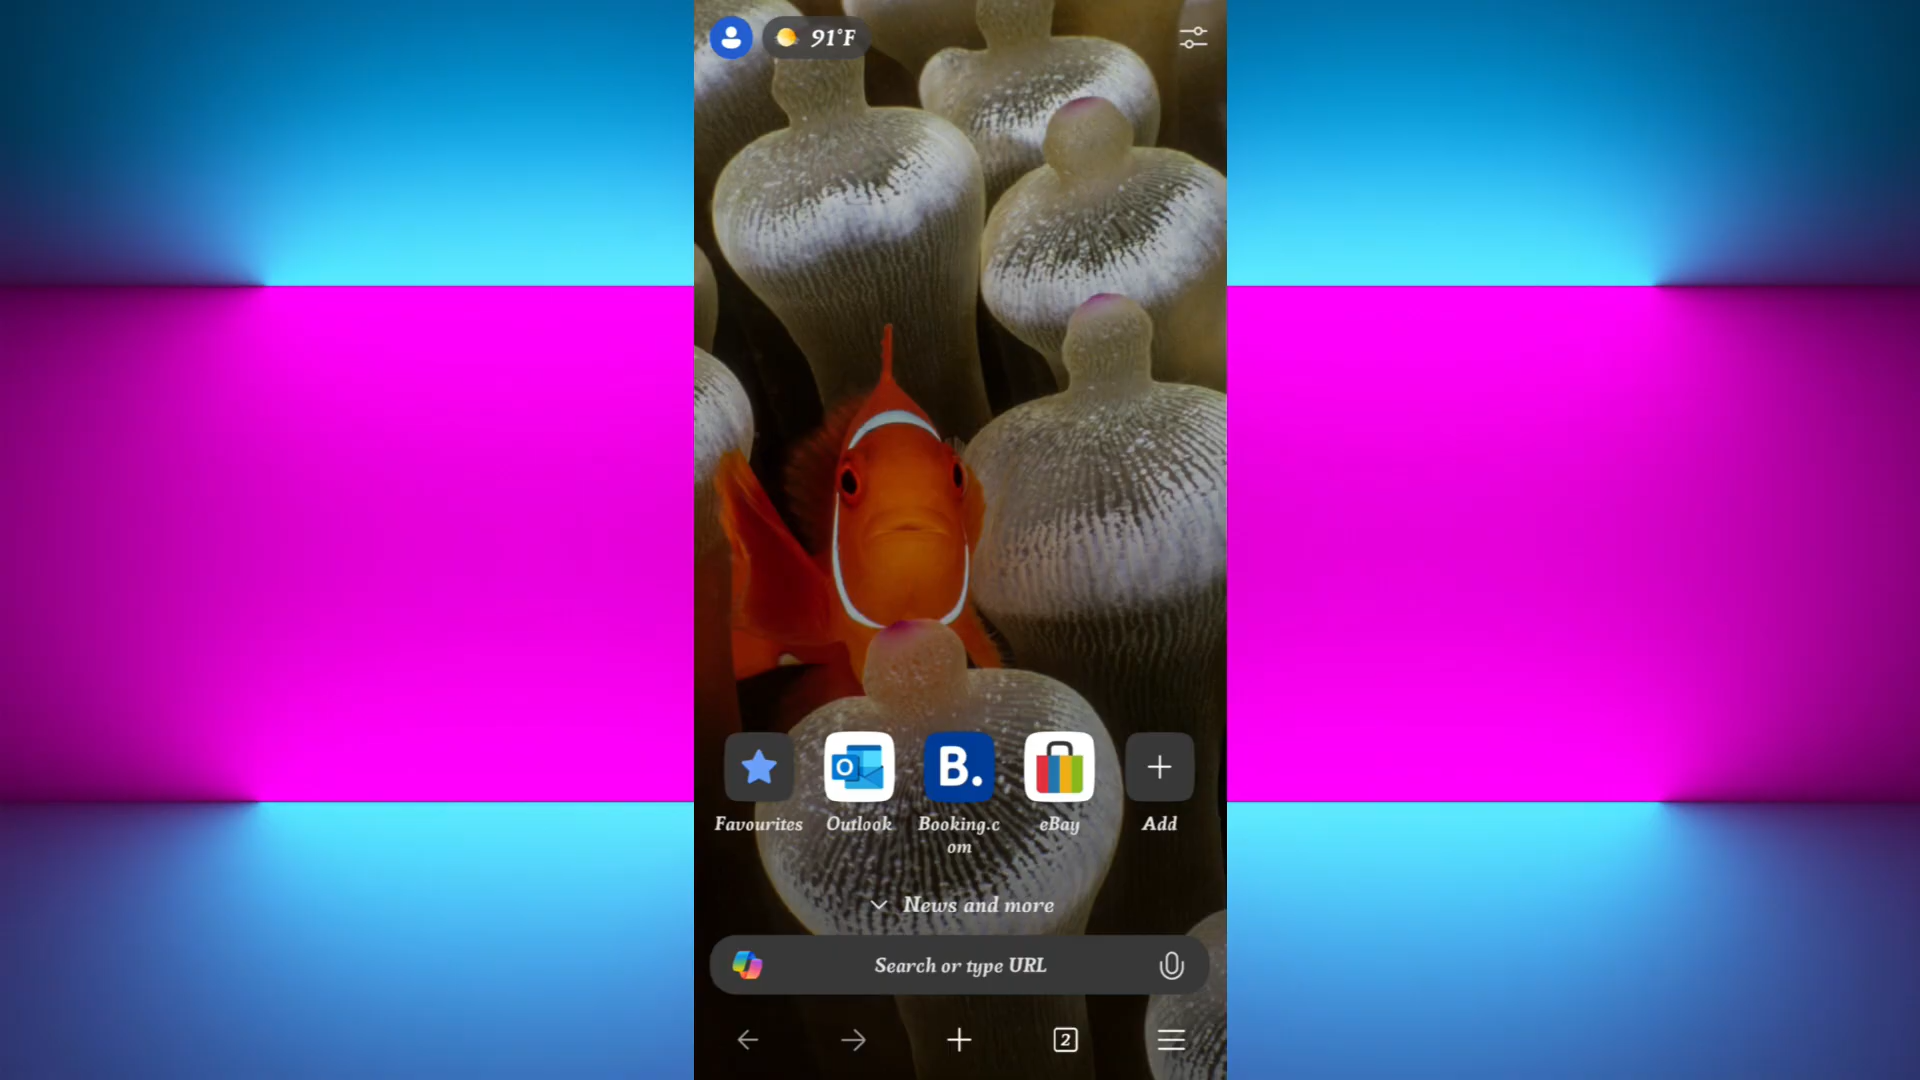 91°F
Favourites Outlook Booking.c
om eBay Add
News and more
Search or type URL
2